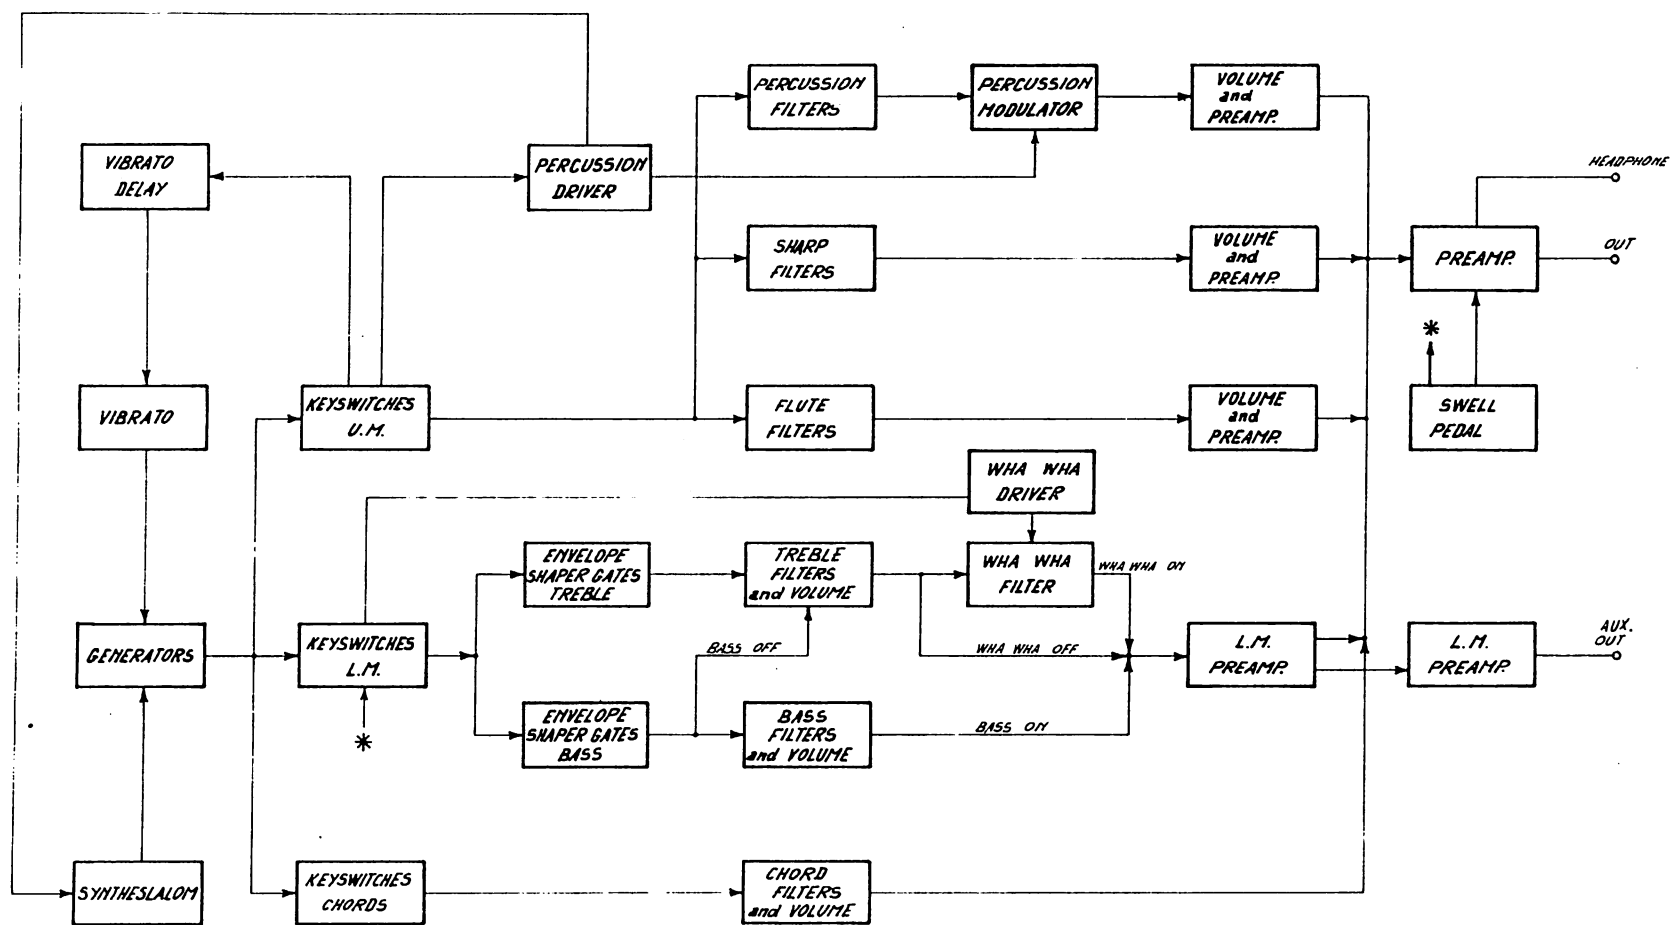 PERCUSSION
FILTERS
PERCUSSION
MODULATOR
VOLUME
and
PREAMP.
VIBRATO
DELAY
PERCUSSION
DRIVER
HEADPHONE
SHARP
FILTERS
VOLUME
and
PREAMP.
PREAMP.
OUT
*
VIBRATO
KEYSWITCHES
U.M.
FLUTE
FILTERS
VOLUME
and
PREAMP.
SWELL
PEDAL
WHA WHA
DRIVER
ENVELOPE
SHAPER GATES
TREBLE
TREBLE
FILTERS
and VOLUME
WHA WHA
FILTER
WHA WHA ON
GENERATORS
KEYSWITCHES
L.M.
BASS OFF
WHA WHA OFF
L.M.
PREAMP.
L.M.
PREAMP.
AUX.
OUT
*
ENVELOPE
SHAPER GATES
BASS
BASS
FILTERS
and VOLUME
BASS ON
SYNTHESLALOM
KEYSWITCHES
CHORDS
CHORD
FILTERS
and VOLUME